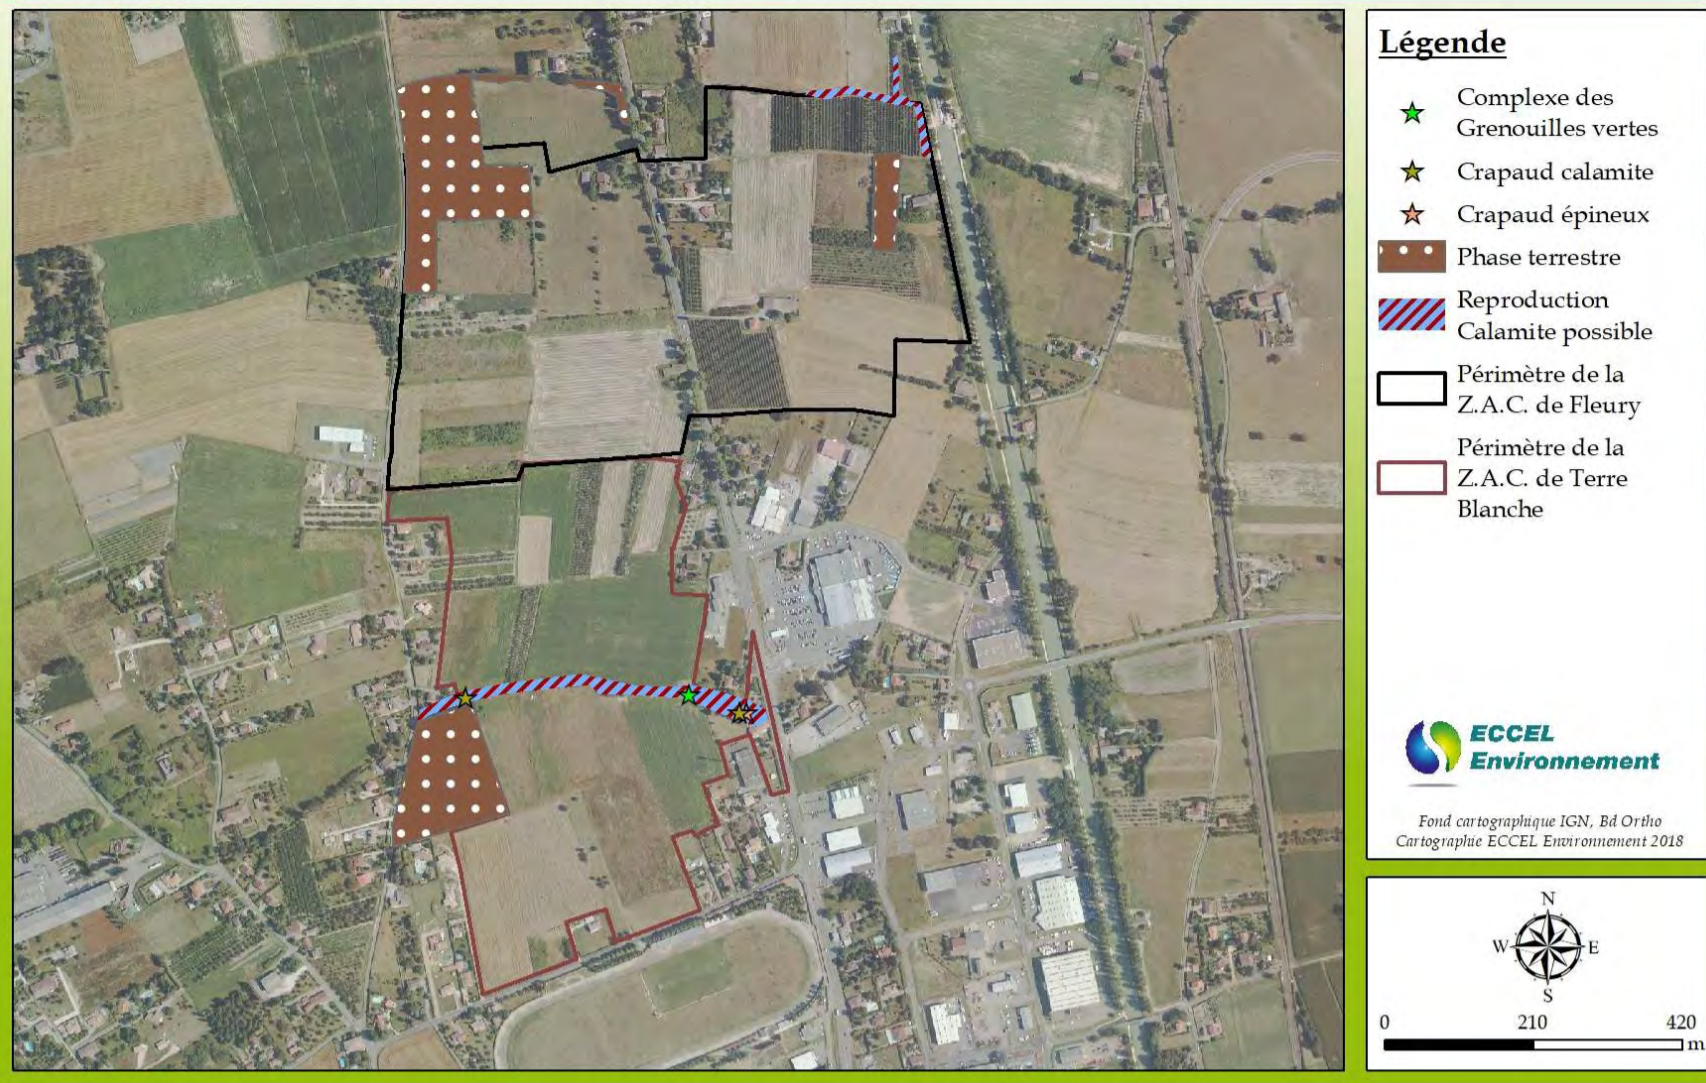 Légende
Complexe des
Grenouilles vertes
Crapaud calamite
Crapaud épineux
Phase terrestre
Reproduction
Calamite possible
Périmètre de la
Z.A.C. de Fleury
Périmètre de la
Z.A.C. de Terre
Blanche
ECCEL
Environnement
Fond cartographique IGN, Bd Ortho
Cartographie ECCEL Environnement 2018
N
W E
S
0 210 420
m